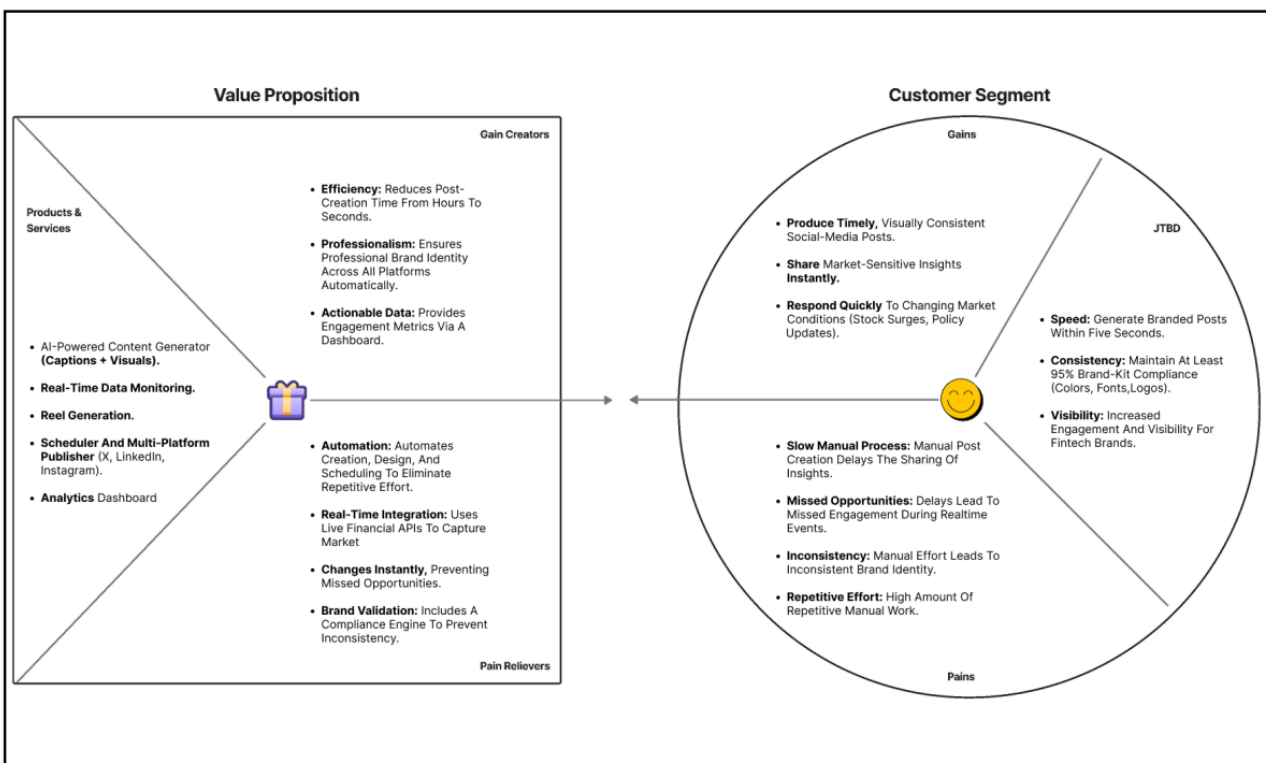 Value Proposition
Gain Creators
Products &
Services
• Efficiency: Reduces Post-
Creation Time From Hours To
Seconds.
• Professionalism: Ensures
Professional Brand Identity
Across All Platforms
Automatically.
• Actionable Data: Provides
Engagement Metrics Via A
Dashboard.
• AI-Powered Content Generator
(Captions + Visuals).
• Real-Time Data Monitoring.
• Reel Generation.
• Scheduler And Multi-Platform
Publisher (X, LinkedIn,
Instagram).
• Analytics Dashboard
• Automation: Automates
Creation, Design, And
Scheduling To Eliminate
Repetitive Effort.
• Real-Time Integration: Uses
Live Financial APIs To Capture
Market
• Changes Instantly, Preventing
Missed Opportunities.
• Brand Validation: Includes A
Compliance Engine To Prevent
Inconsistency.
Pain Relievers
Customer Segment
Gains
• Produce Timely, Visually Consistent
Social-Media Posts.
• Share Market-Sensitive Insights
Instantly.
• Respond Quickly To Changing Market
Conditions (Stock Surges, Policy
Updates).
JTBD
• Speed: Generate Branded Posts
Within Five Seconds.
• Consistency: Maintain At Least
95% Brand-Kit Compliance
(Colors, Fonts,Logos).
• Visibility: Increased
Engagement And Visibility For
Fintech Brands.
• Slow Manual Process: Manual Post
Creation Delays The Sharing Of
Insights.
• Missed Opportunities: Delays Lead To
Missed Engagement During Realtime
Events.
• Inconsistency: Manual Effort Leads To
Inconsistent Brand Identity.
• Repetitive Effort: High Amount Of
Repetitive Manual Work.
Pains